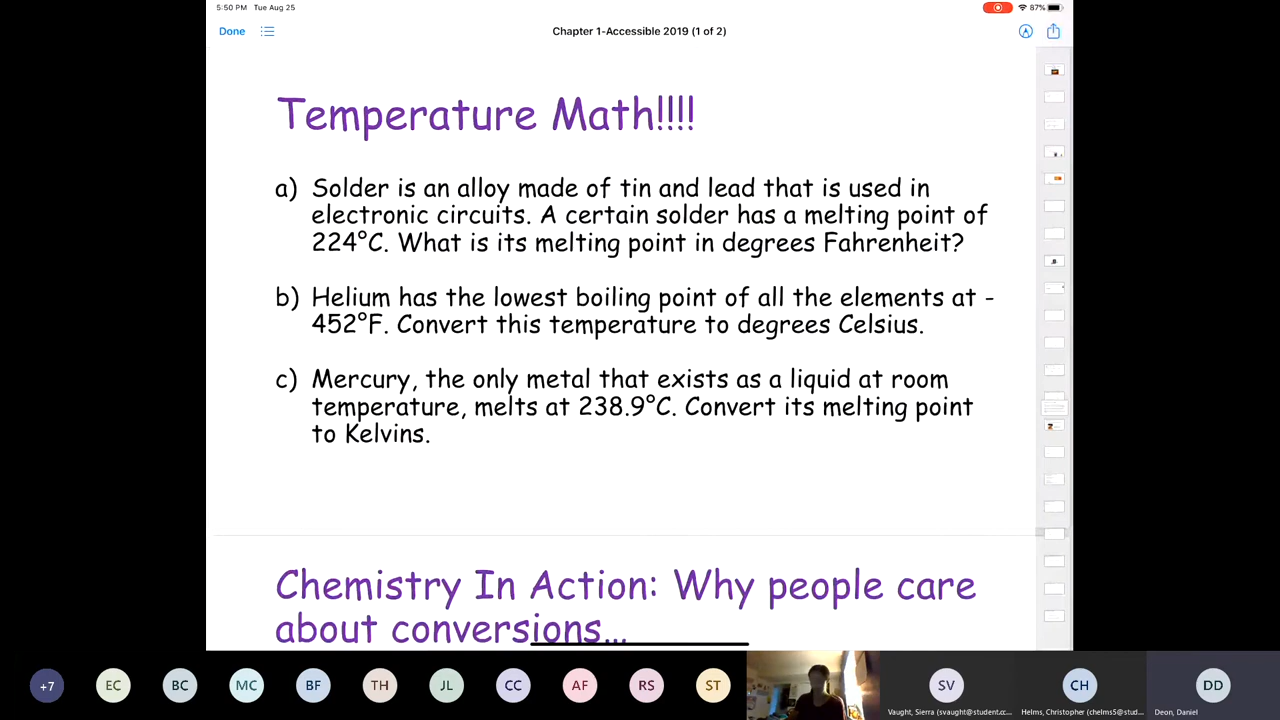 5:50 PM Tue Aug 25
87%
Done
Chapter 1-Accessible 2019 (1 of 2)
Temperature Math!!!!
a) Solder is an alloy made of tin and lead that is used in
electronic circuits. A certain solder has a melting point of
224°C. What is its melting point in degrees Fahrenheit?
b) Helium has the lowest boiling point of all the elements at -
452°F. Convert this temperature to degrees Celsius.
c) Mercury, the only metal that exists as a liquid at room
temperature, melts at 238.9°C. Convert its melting point
to Kelvins.
Chemistry In Action: Why people care
about conversions...
+7 EC BC MC BF TH JL CC AF RS ST SV CH DD
Vaught, Sierra (svaught@student.cc... Helms, Christopher (chelms5@stud... Deon, Daniel